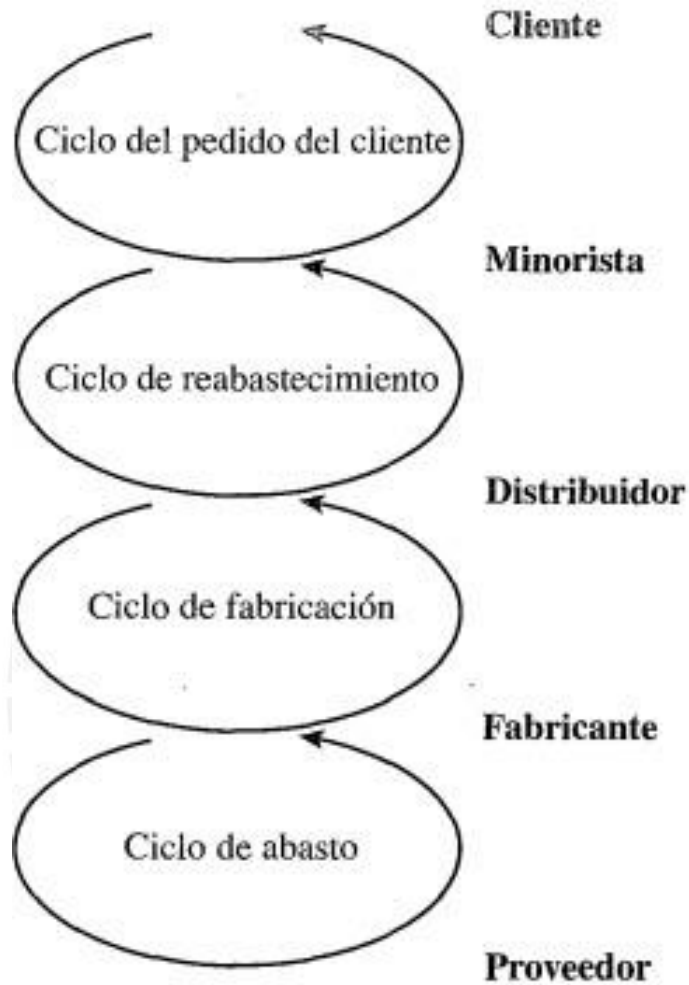 Cliente
Ciclo del pedido del cliente
Minorista
Ciclo de reabastecimiento
Distribuidor
Ciclo de fabricación
Fabricante
Ciclo de abasto
Proveedor